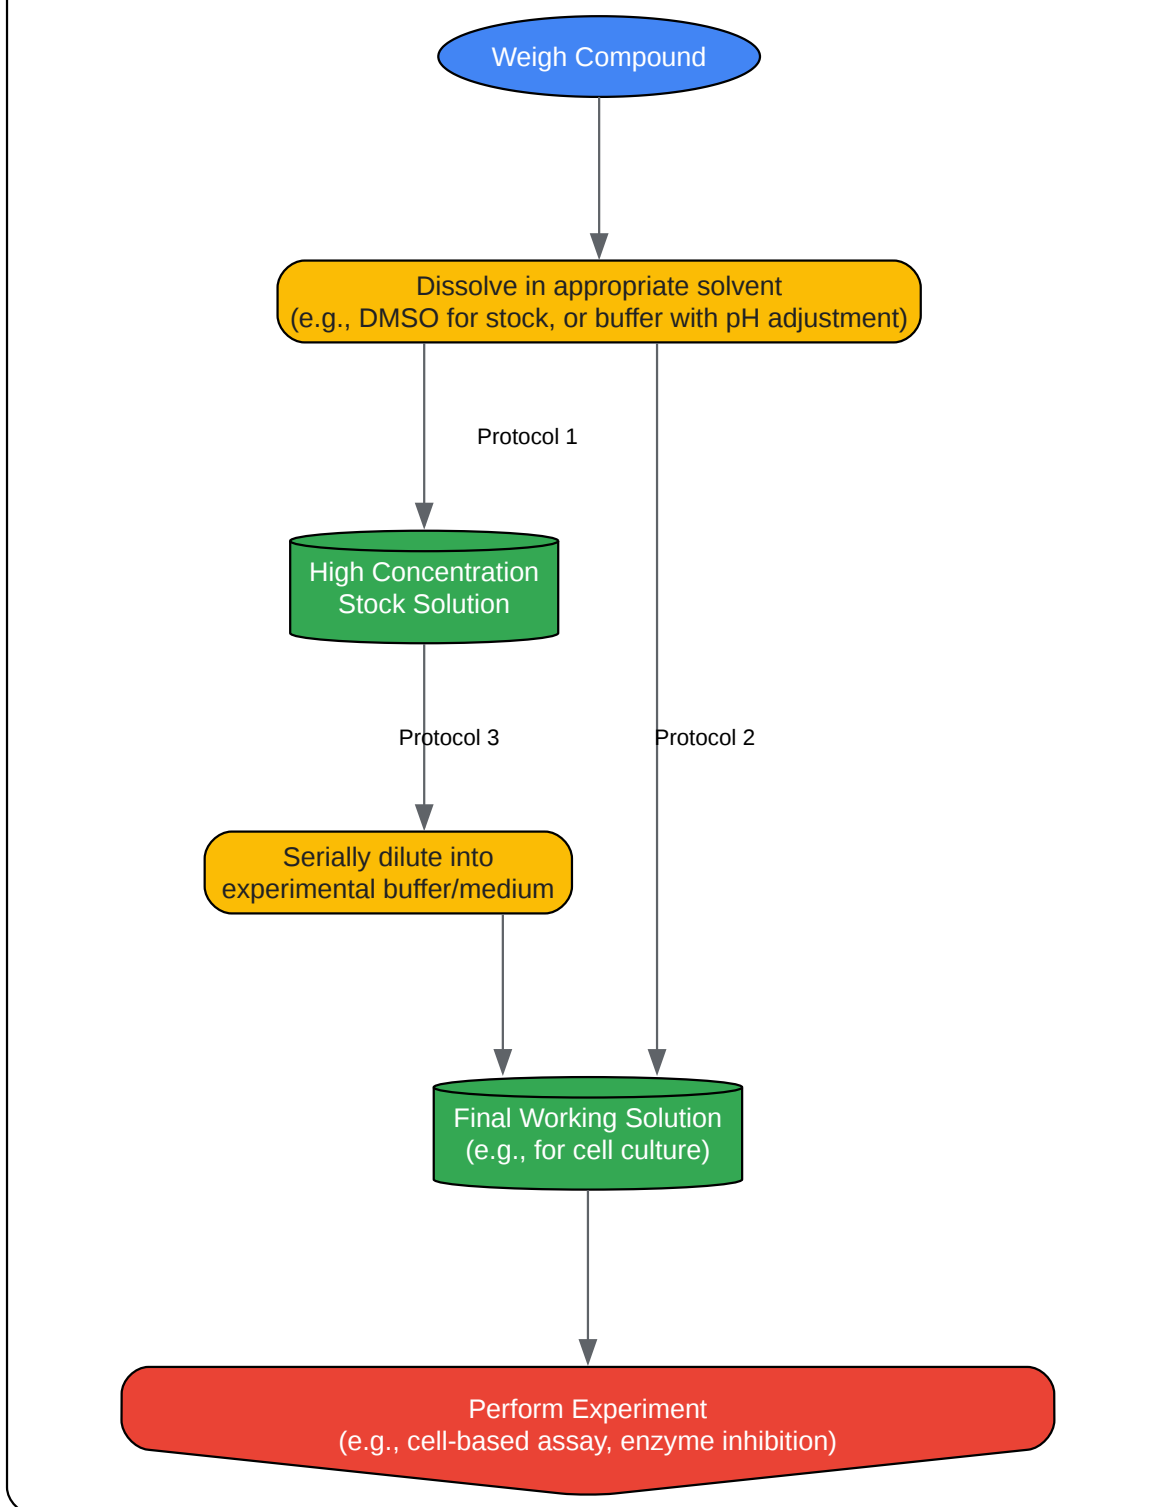 Weigh Compound
Dissolve in appropriate solvent
(e.g., DMSO for stock, or buffer with pH adjustment)
Protocol 1
High Concentration
Stock Solution
Protocol 3
Protocol 2
Serially dilute into
experimental buffer/medium
Final Working Solution
(e.g., for cell culture)
Perform Experiment
(e.g., cell-based assay, enzyme inhibition)